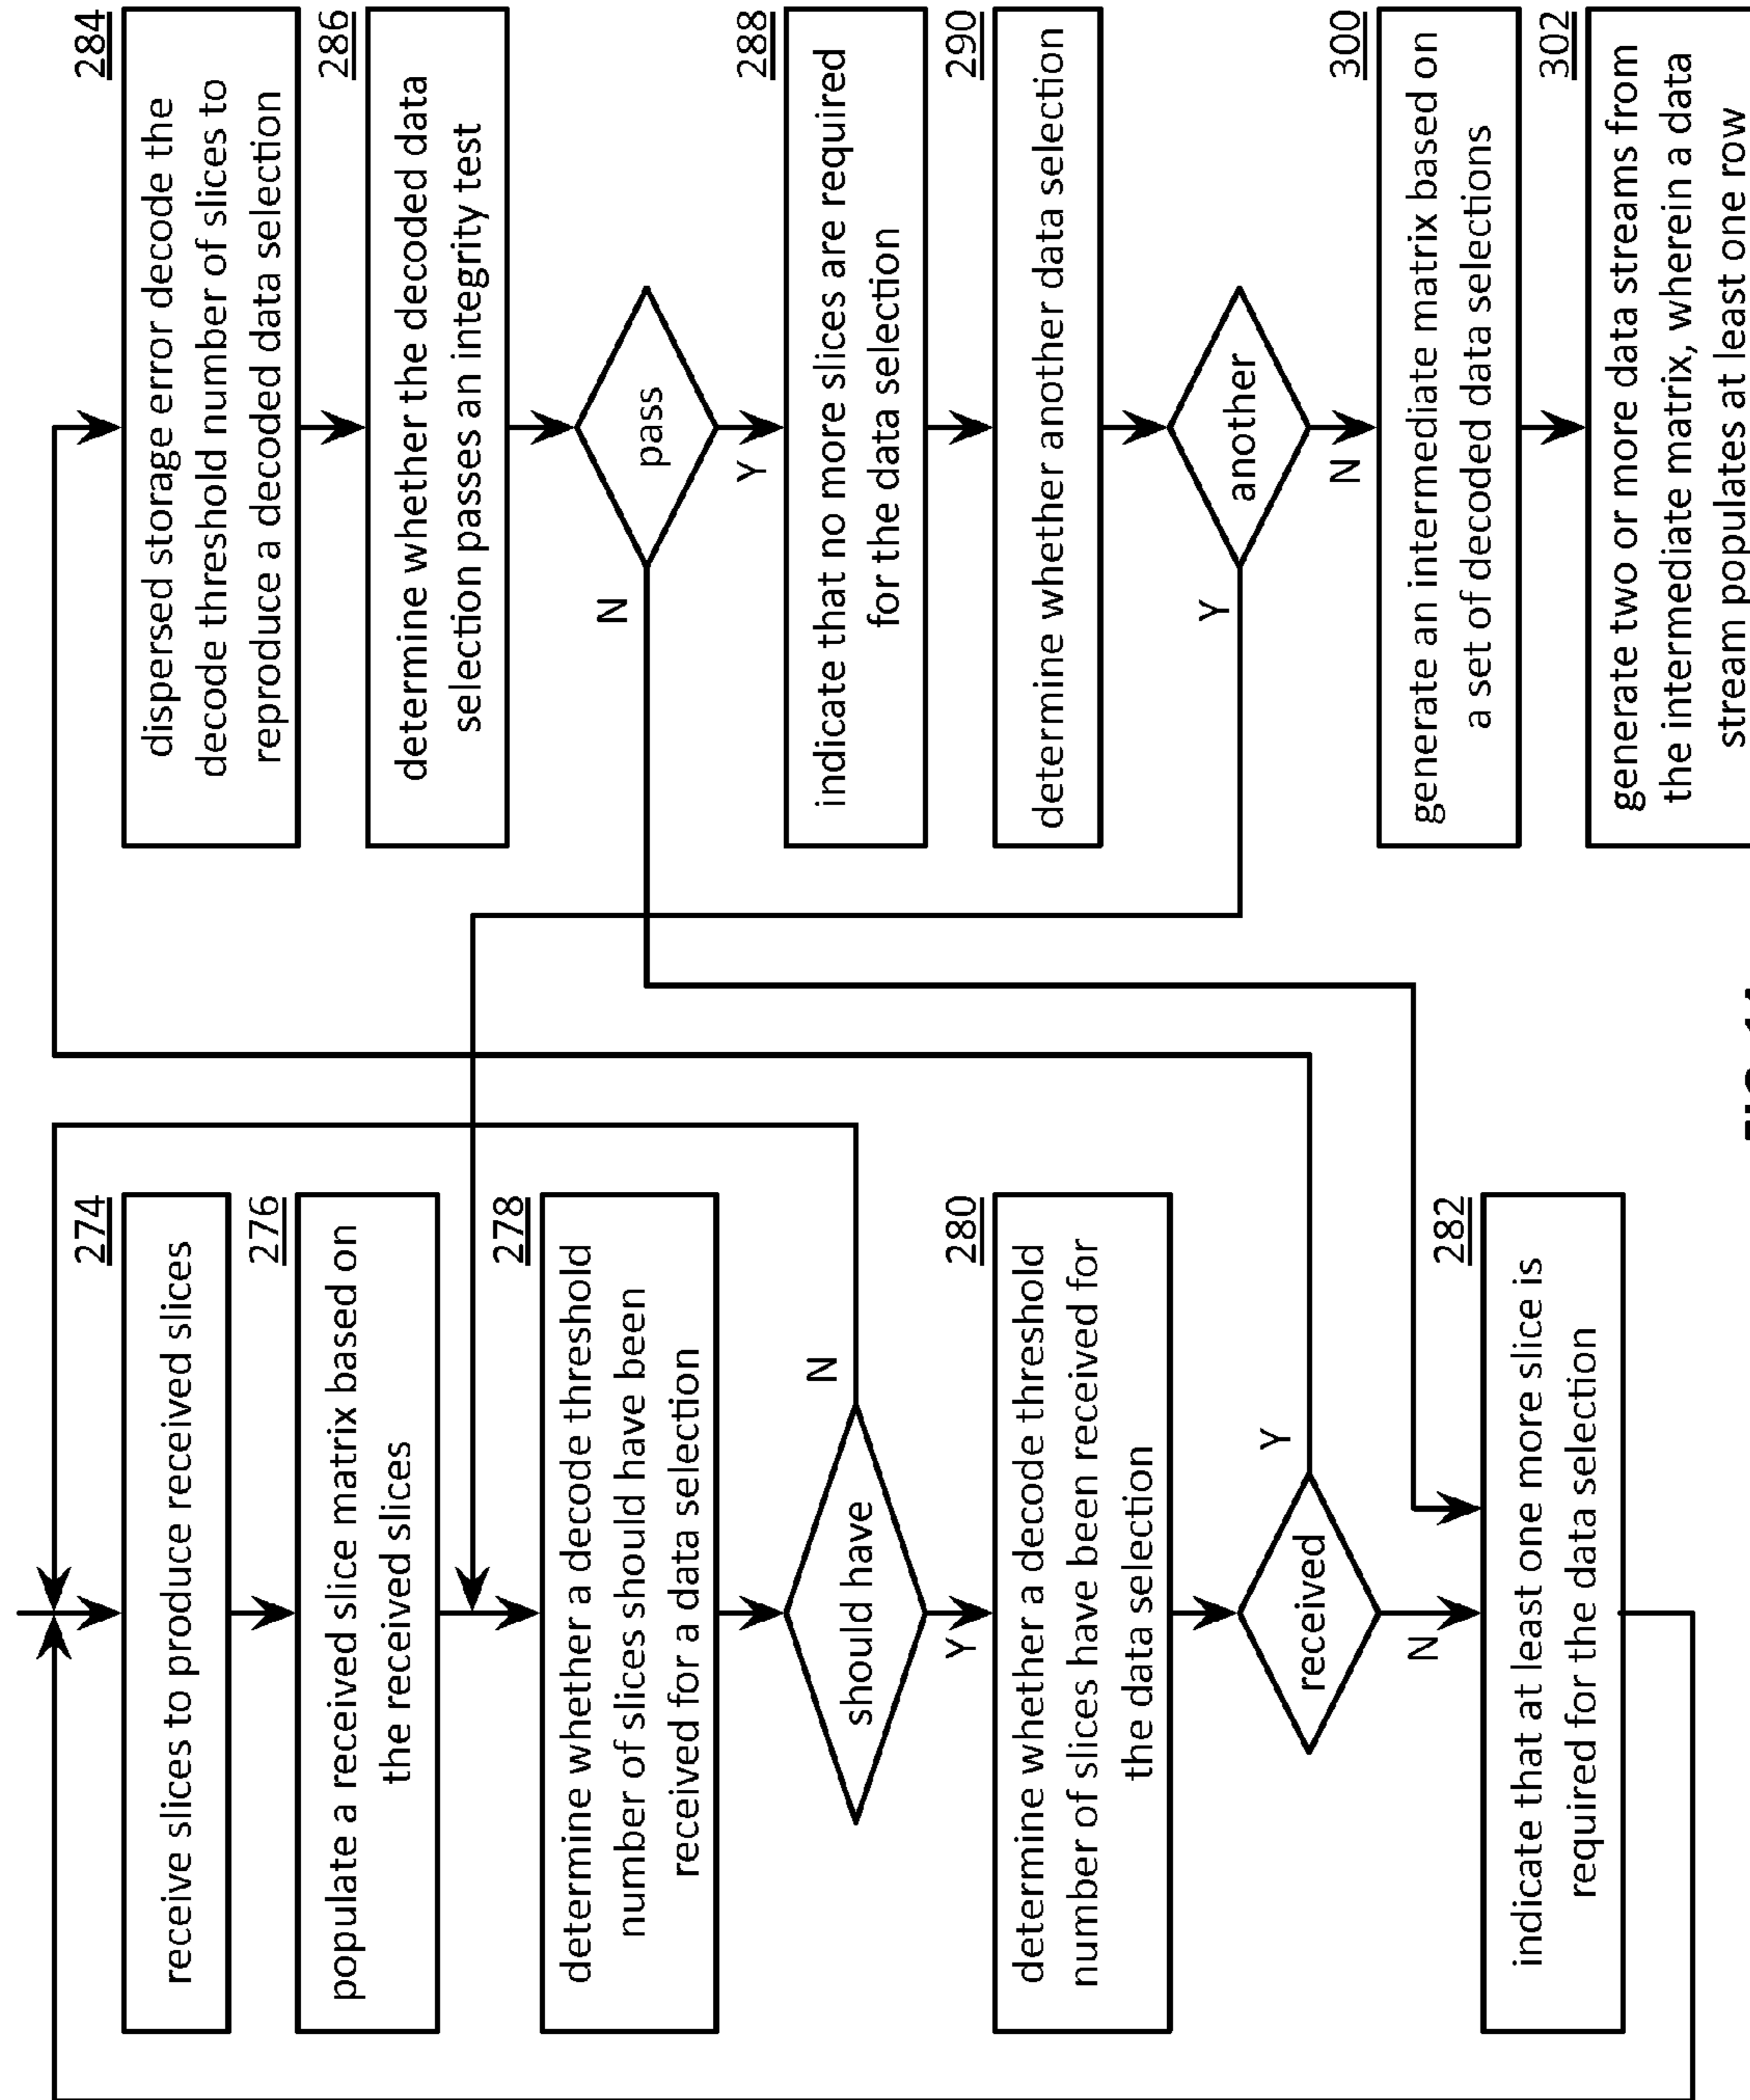 274
receive slices to produce received slices
276
populate a received slice matrix based on
the received slices
278
determine whether a decode threshold
number of slices should have been
received for a data selection
should have
N
Y
280
determine whether a decode threshold
number of slices have been received for
the data selection
received
Y
N
282
indicate that at least one more slice is
required for the data selection
284
dispersed storage error decode the
decode threshold number of slices to
reproduce a decoded data selection
286
determine whether the decoded data
selection passes an integrity test
pass
N
Y
288
indicate that no more slices are required
for the data selection
290
determine whether another data selection
another
Y
N
300
generate an intermediate matrix based on
a set of decoded data selections
302
generate two or more data streams from
the intermediate matrix, wherein a data
stream populates at least one row